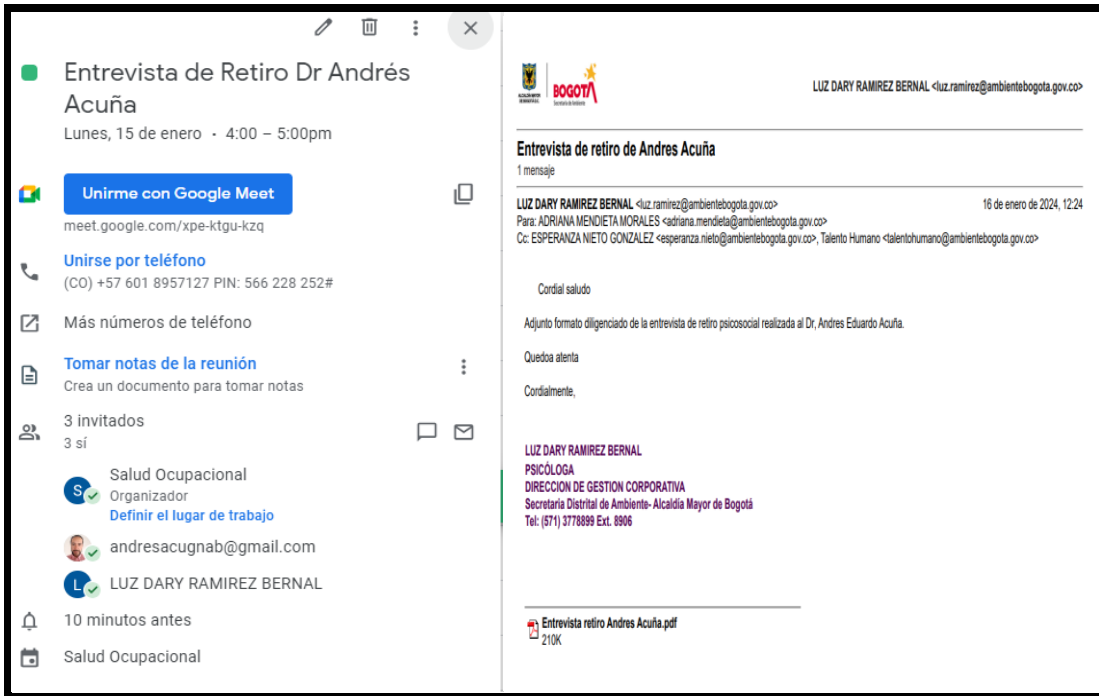 Entrevista de Retiro Dr Andrés
Acuña
Lunes, 15 de enero · 4:00 – 5:00pm
Unirme con Google Meet
meet.google.com/xpe-ktgu-kzq
Unirse por teléfono
(CO) +57 601 8957127 PIN: 566 228 252#
Más números de teléfono
Tomar notas de la reunión
Crea un documento para tomar notas
3 invitados
3 sí
S
Salud Ocupacional
Organizador
Definir el lugar de trabajo
andresacugnab@gmail.com
L
LUZ DARY RAMIREZ BERNAL
10 minutos antes
Salud Ocupacional
ALCALDÍA MAYOR
DE BOGOTÁ D.C.
BOGOTÁ
Secretaría de Ambiente
LUZ DARY RAMIREZ BERNAL <luz.ramirez@ambientebogota.gov.co>
Entrevista de retiro de Andres Acuña
1 mensaje
LUZ DARY RAMIREZ BERNAL <luz.ramirez@ambientebogota.gov.co> 16 de enero de 2024, 12:24
Para: ADRIANA MENDIETA MORALES <adriana.mendieta@ambientebogota.gov.co>
Cc: ESPERANZA NIETO GONZALEZ <esperanza.nieto@ambientebogota.gov.co>, Talento Humano <talentohumano@ambientebogota.gov.co>
Cordial saludo
Adjunto formato diligenciado de la entrevista de retiro psicosocial realizada al Dr, Andres Eduardo Acuña.
Quedoa atenta
Cordialmente,
LUZ DARY RAMIREZ BERNAL
PSICÓLOGA
DIRECCION DE GESTION CORPORATIVA
Secretaria Distrital de Ambiente- Alcaldía Mayor de Bogotá
Tel: (571) 3778899 Ext. 8906
Entrevista retiro Andres Acuña.pdf
210K